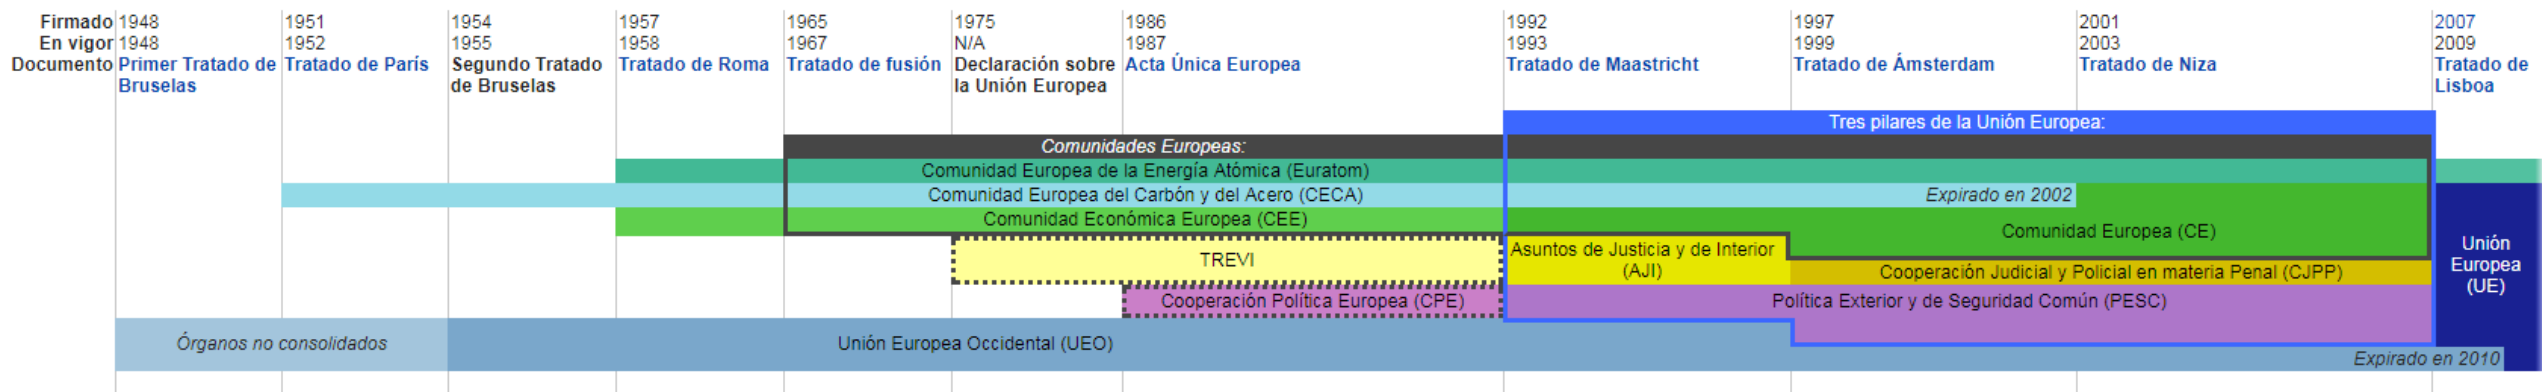 Firmado 1948 1951 1954 1957 1965 1975 1986 1992 1997 2001 2007
En vigor 1948 1952 1955 1958 1967 N/A 1987 1993 1999 2003 2009
Documento Primer Tratado de Tratado de París Segundo Tratado Tratado de Roma Tratado de fusión Declaración sobre Acta Única Europea Tratado de Maastricht Tratado de Ámsterdam Tratado de Niza Tratado de
Bruselas de Bruselas la Unión Europea Lisboa
Tres pilares de la Unión Europea:
Comunidades Europeas:
Comunidad Europea de la Energía Atómica (Euratom)
Comunidad Europea del Carbón y del Acero (CECA) Expirado en 2002
Comunidad Económica Europea (CEE)
Comunidad Europea (CE)
Unión
Europea
(UE)
Asuntos de Justicia y de Interior
(AJI)
TREVI
Cooperación Judicial y Policial en materia Penal (CJPP)
Cooperación Política Europea (CPE) Política Exterior y de Seguridad Común (PESC)
Órganos no consolidados Unión Europea Occidental (UEO)
Expirado en 2010